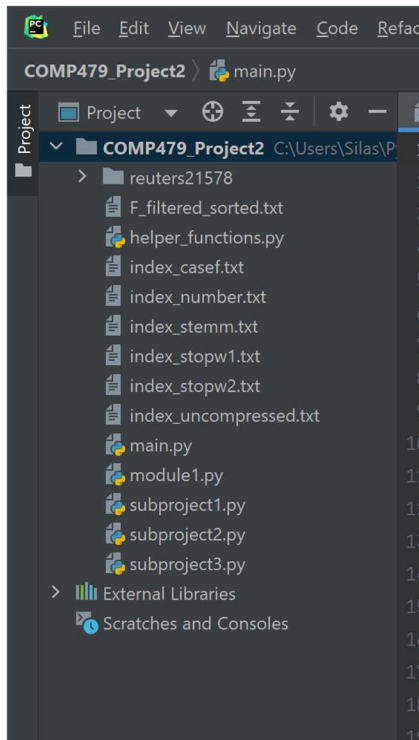 PC File Edit View Navigate Code Refac
COMP479_Project2 main.py
Project
Project
COMP479_Project2 C:\Users\Silas\Py
reuters21578
F_filtered_sorted.txt
helper_functions.py
index_casef.txt
index_number.txt
index_stemm.txt
index_stopw1.txt
index_stopw2.txt
index_uncompressed.txt
main.py
module1.py
subproject1.py
subproject2.py
subproject3.py
External Libraries
Scratches and Consoles